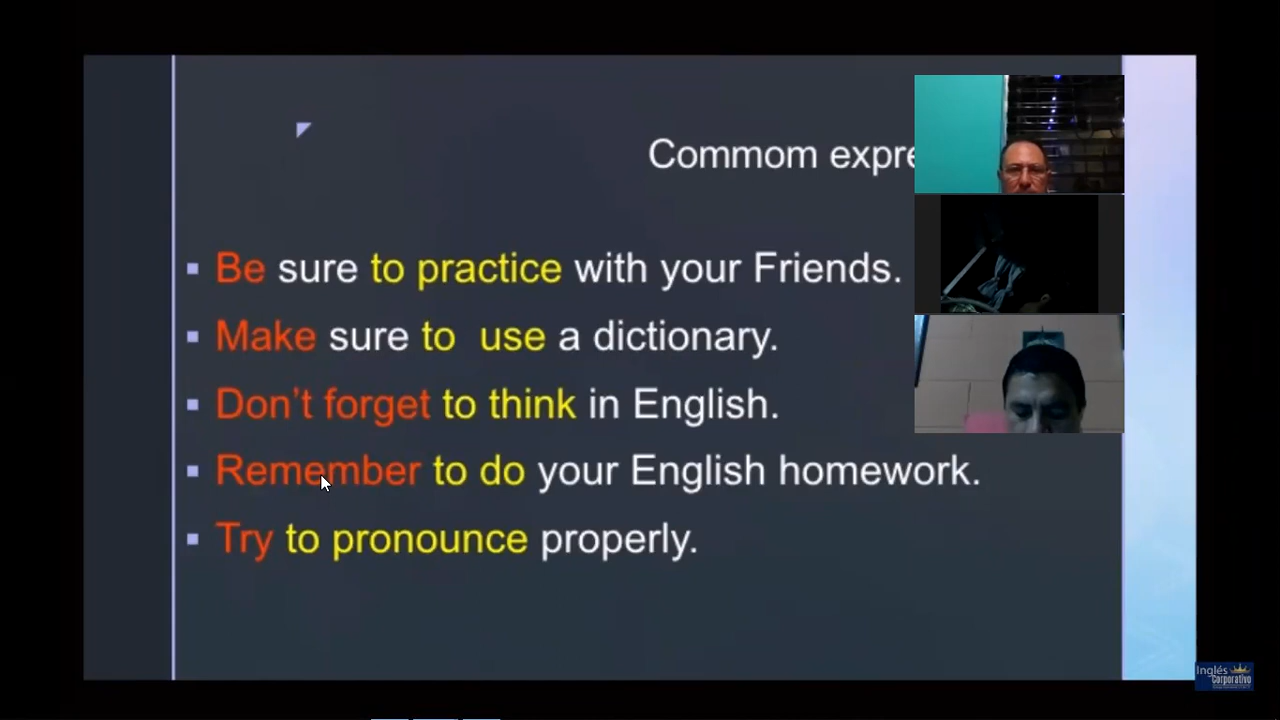 Commom expre
▪ Be sure to practice with your Friends.
▪ Make sure to  use a dictionary.
▪ Don't forget to think in English.
▪ Remember to do your English homework.
▪ Try to pronounce properly.
Inglés
Corporativo